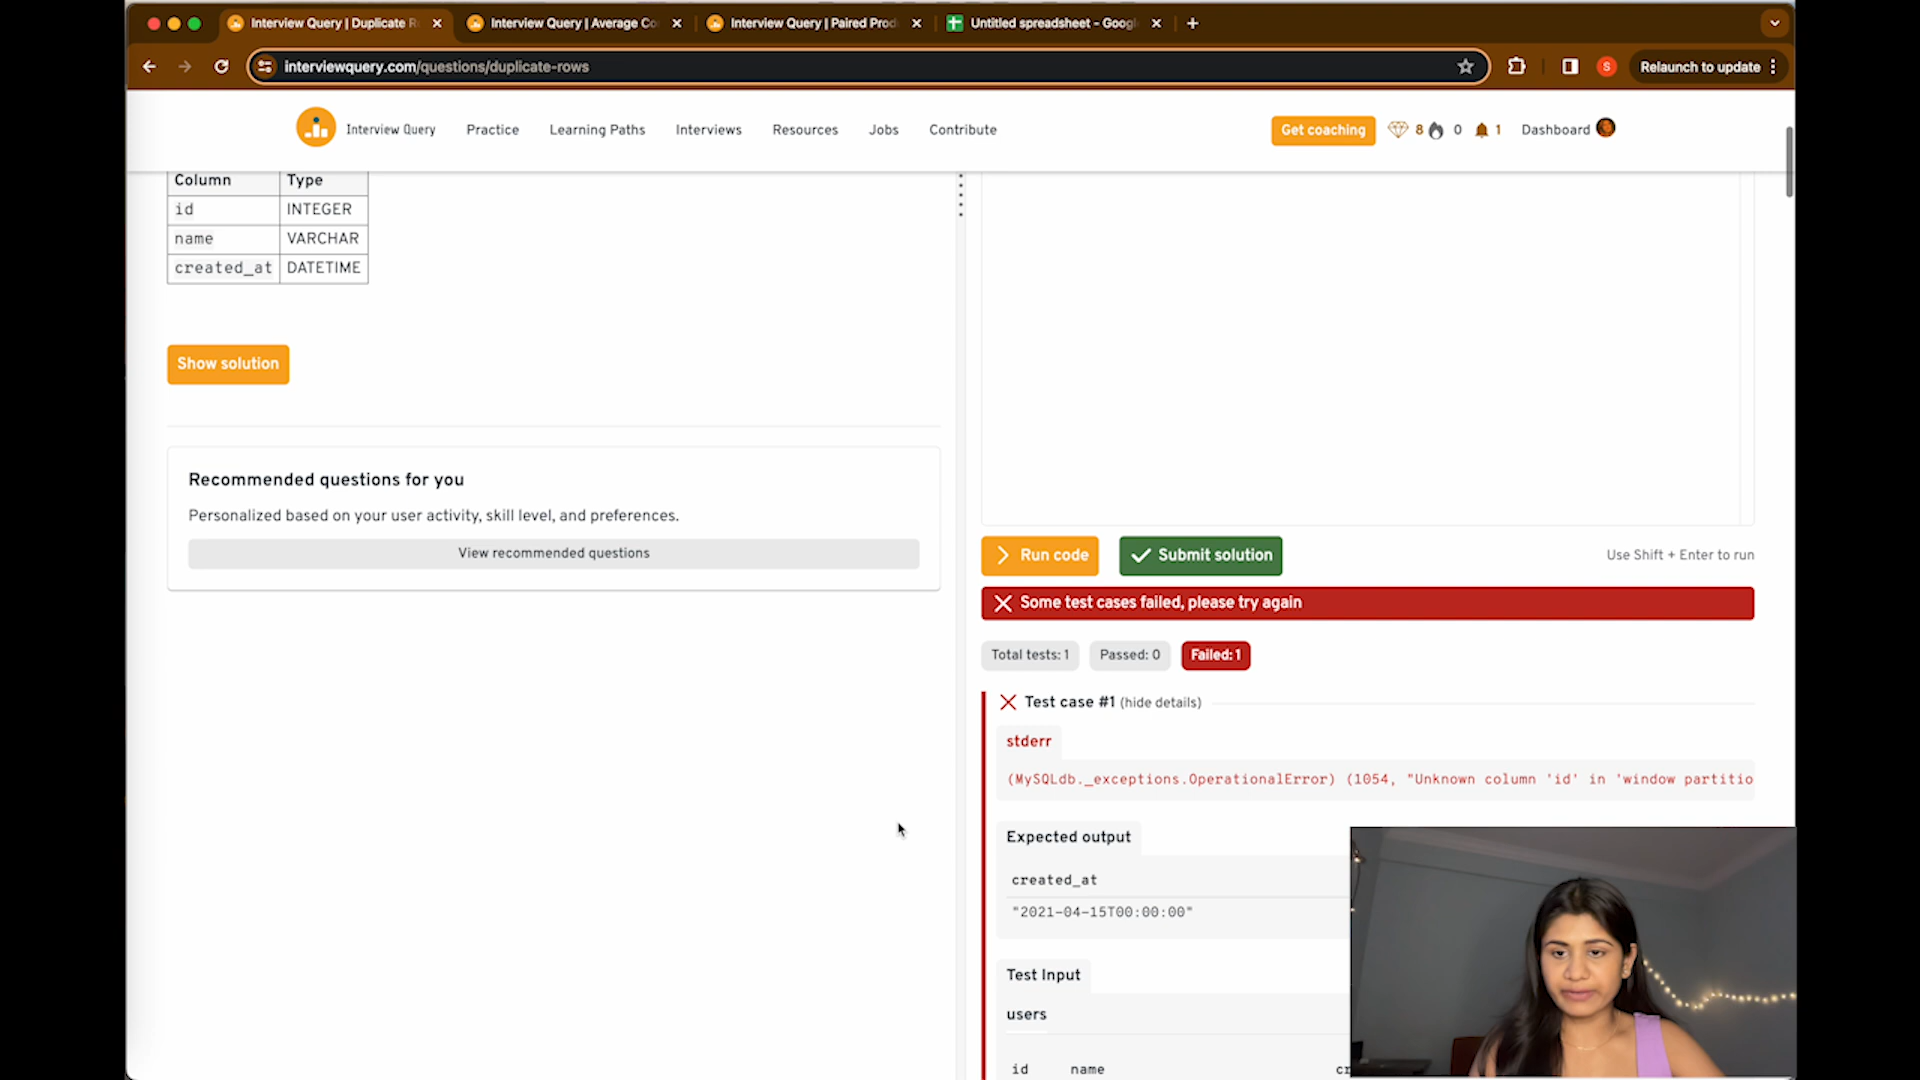 Interview Query | Duplicate R
Interview Query | Average Co
Interview Query | Paired Prod
Untitled spreadsheet - Googl
interviewquery.com/questions/duplicate-rows
S
Relaunch to update
Interview Query
Practice
Learning Paths
Interviews
Resources
Jobs
Contribute
Get coaching
8
0
1
Dashboard
Column Type
id INTEGER
name VARCHAR
created_at DATETIME
Show solution
Recommended questions for you
Personalized based on your user activity, skill level, and preferences.
View recommended questions
Run code
Submit solution
Use Shift + Enter to run
Some test cases failed, please try again
Total tests: 1
Passed: 0
Failed: 1
Test case #1 (hide details)
stderr
(MySQLdb._exceptions.OperationalError) (1054, "Unknown column 'id' in 'window partitio
Expected output
created_at
"2021-04-15T00:00:00"
Test Input
users
id name cr